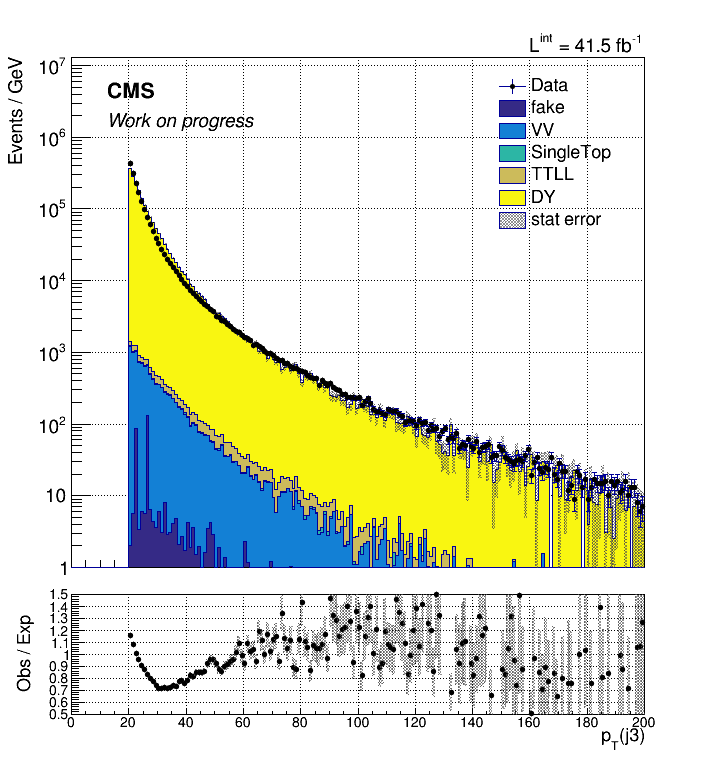 L^int = 41.5 fb^-1
Events / GeV
10^7
10^6
10^5
10^4
10^3
10^2
10
1
CMS
Work on progress
Data
fake
VV
SingleTop
TTLL
DY
stat error
Obs / Exp
1.5
1.4
1.3
1.2
1.1
1
0.9
0.8
0.7
0.6
0.5
0 20 40 60 80 100 120 140 160 180 200
p_T(j3)